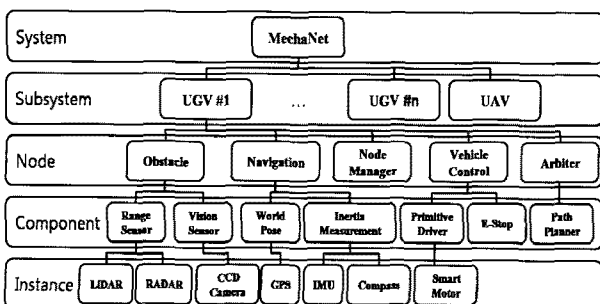 System
MechaNet
Subsystem
UGV #1
...
UGV #n
UAV
Node
Obstacle
Navigation
Node
Manager
Vehicle
Control
Arbiter
Component
Range
Sensor
Vision
Sensor
World
Pose
Inertia
Measurement
Primitive
Driver
E-Stop
Path
Planner
Instance
LIDAR
RADAR
CCD
Camera
GPS
IMU
Compass
Smart
Motor